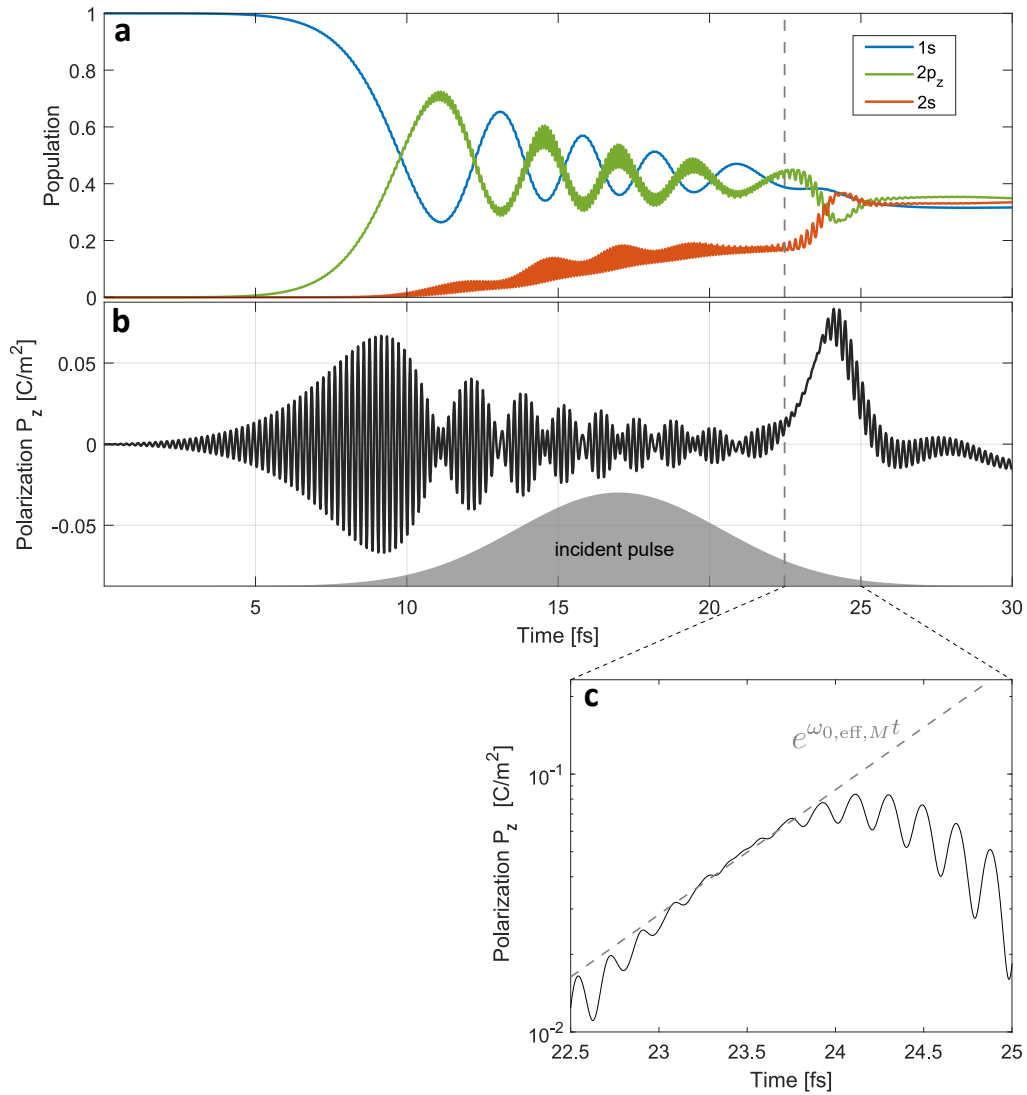 a
1
0.8
0.6
0.4
0.2
0
Population
1s
2p_z
2s
b
0.05
0
-0.05
Polarization P_z [C/m²]
incident pulse
5 10 15 20 25 30
Time [fs]
c
e^{ω_{0,eff,M} t}
10⁻¹
10⁻²
Polarization P_z [C/m²]
22.5 23 23.5 24 24.5 25
Time [fs]